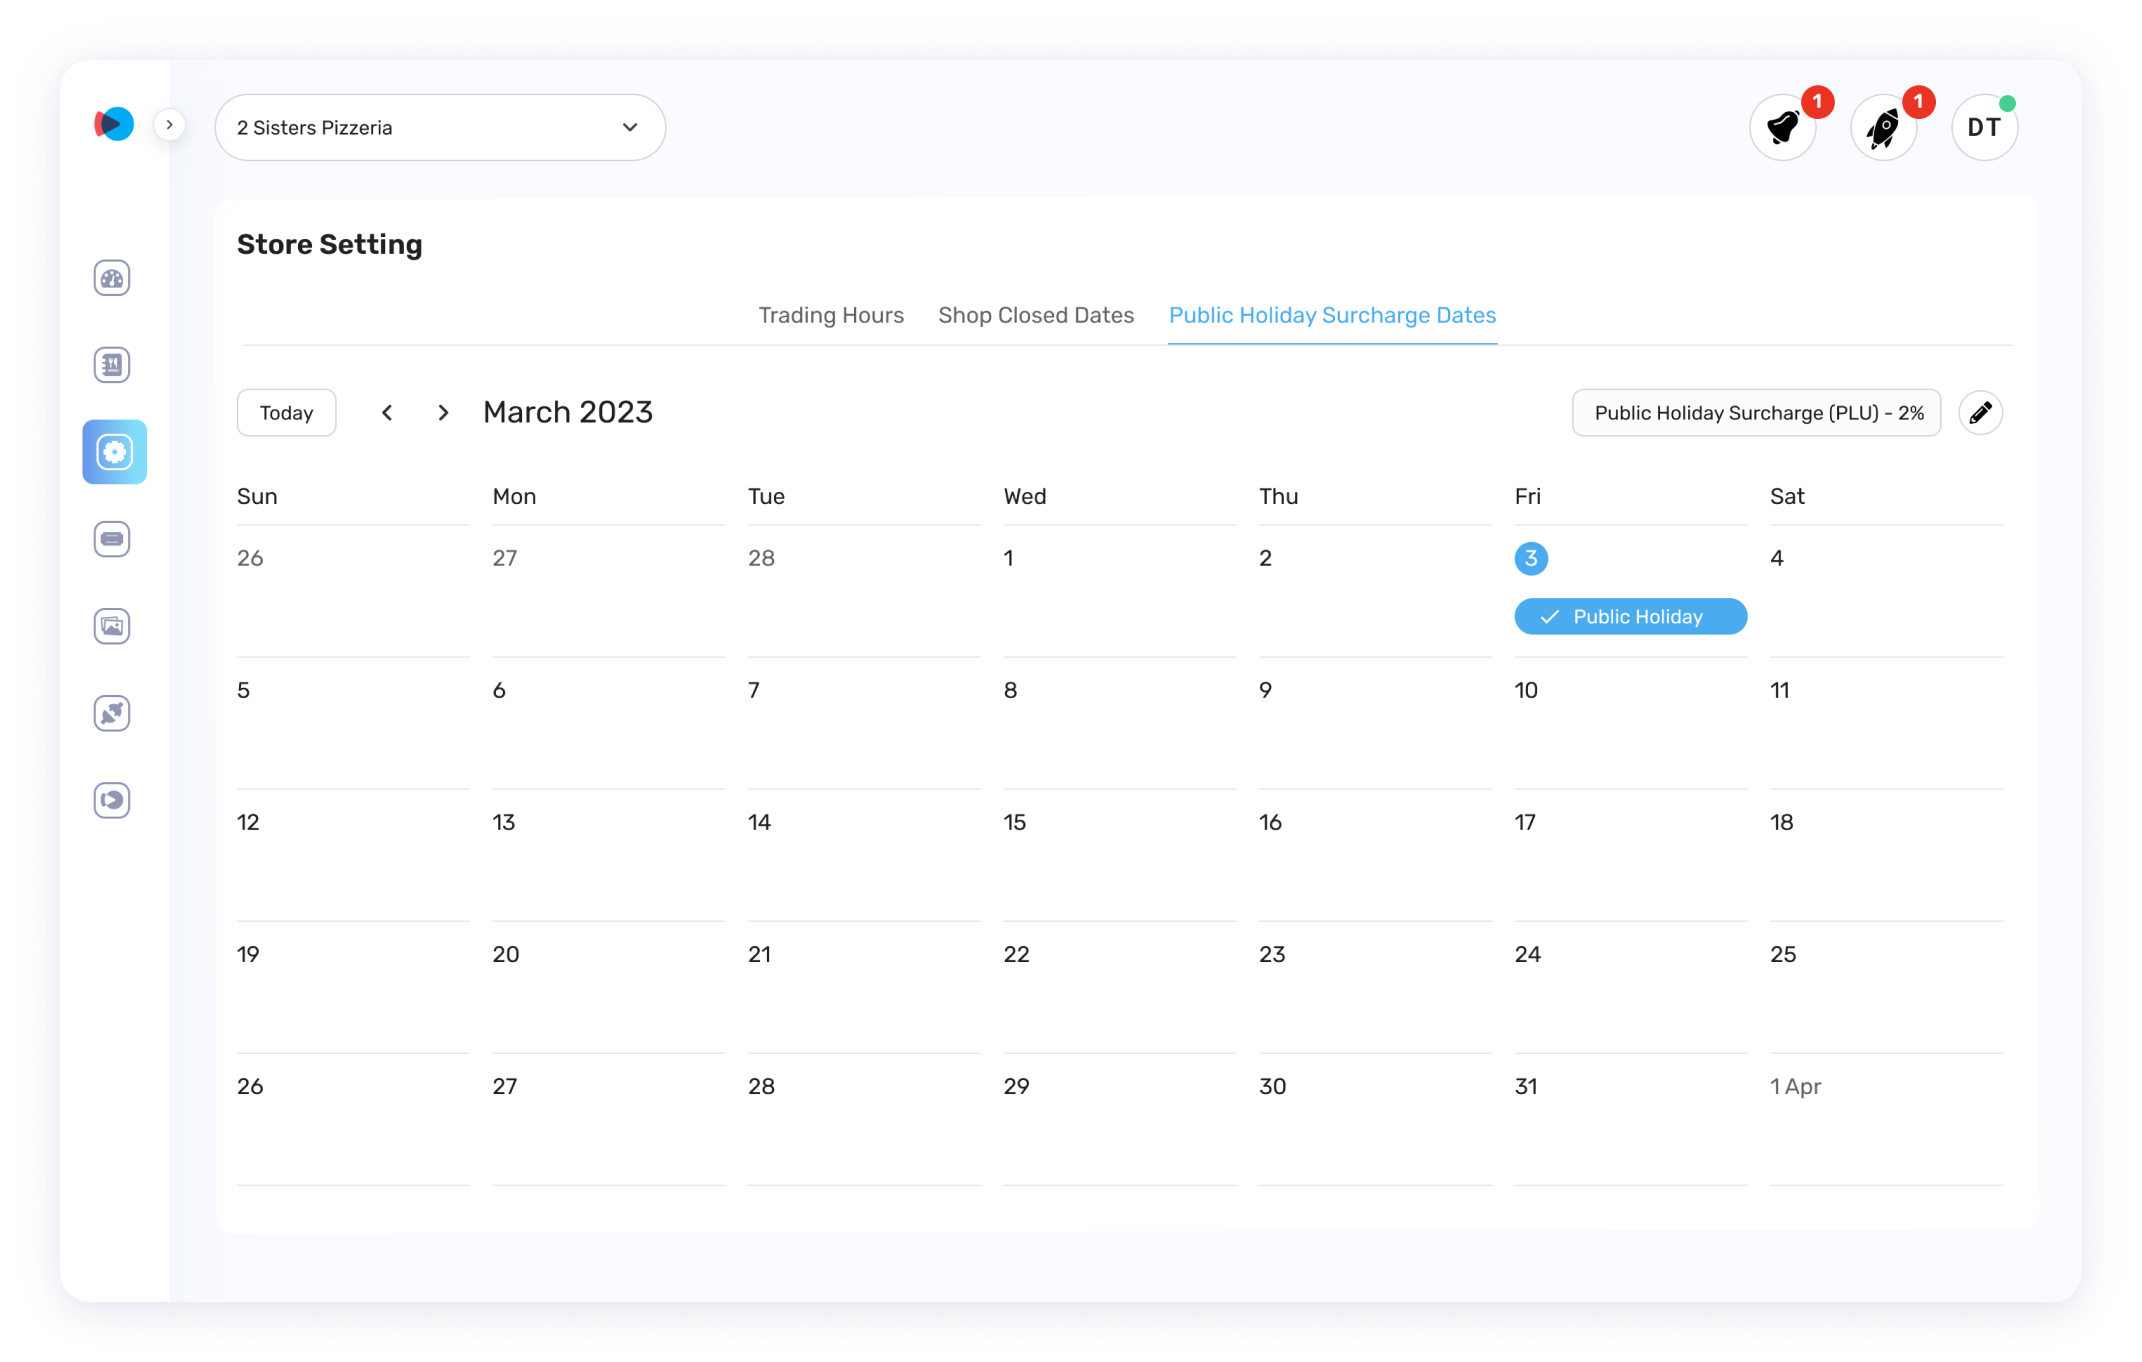 2 Sisters Pizzeria
1
1
DT
Store Setting
Trading Hours Shop Closed Dates Public Holiday Surcharge Dates
Today March 2023 Public Holiday Surcharge (PLU) - 2%
Sun Mon Tue Wed Thu Fri Sat
26 27 28 1 2 3 4
Public Holiday
5 6 7 8 9 10 11
12 13 14 15 16 17 18
19 20 21 22 23 24 25
26 27 28 29 30 31 1 Apr